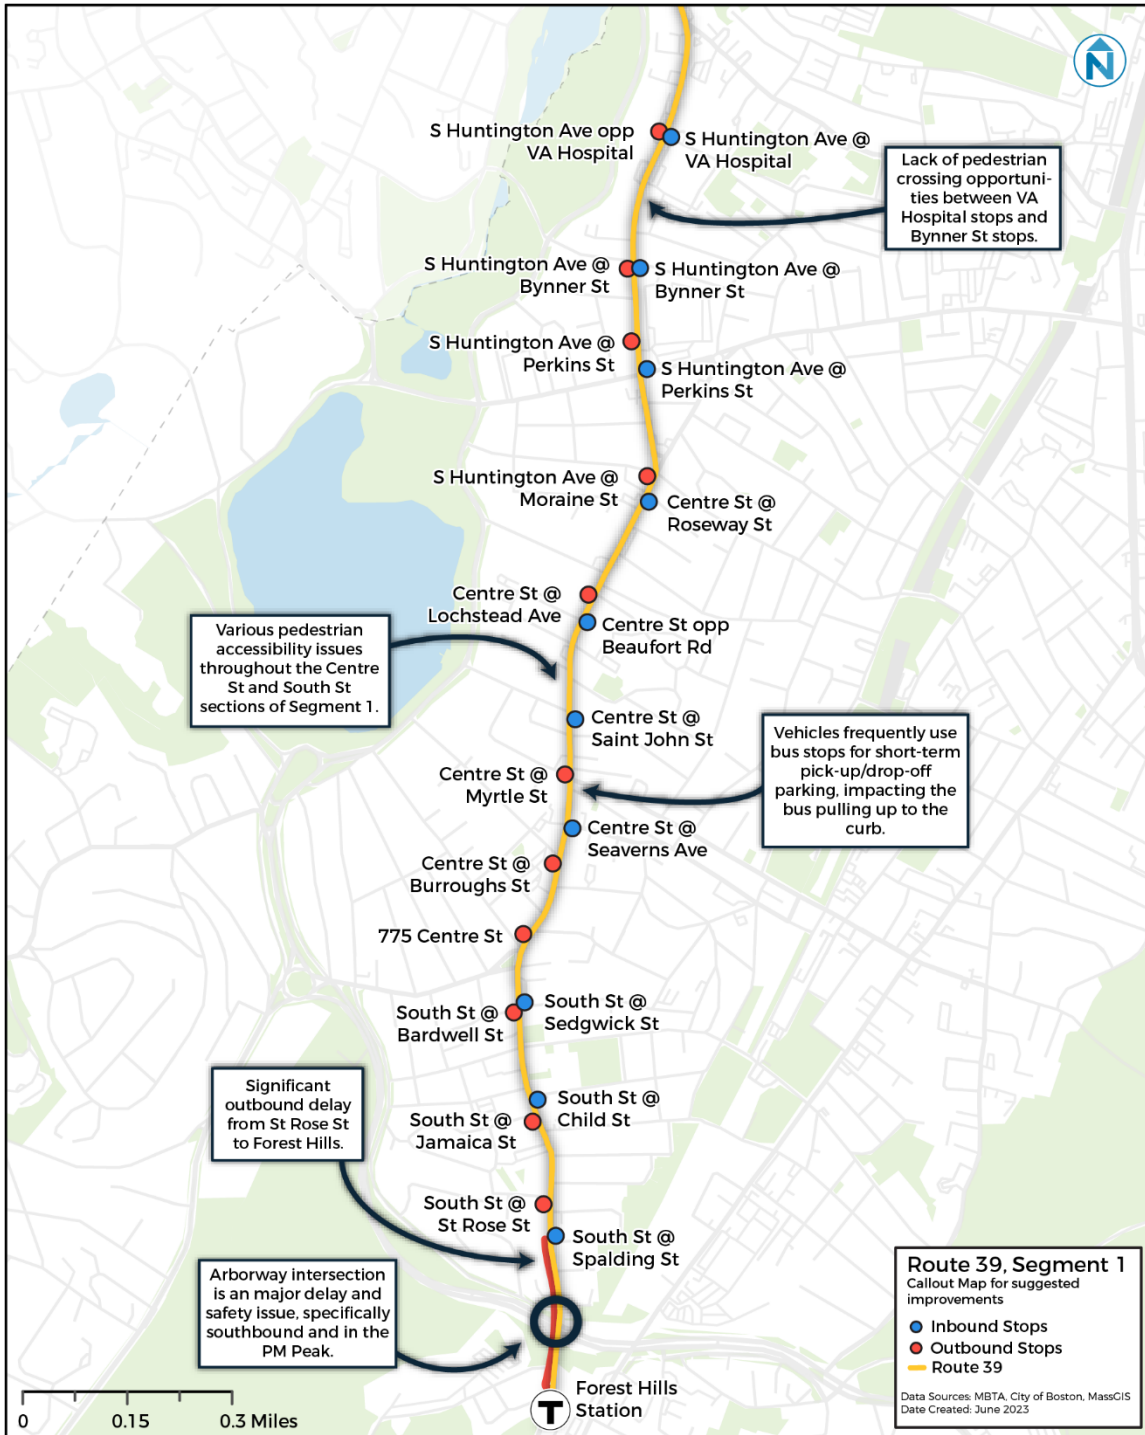 N
S Huntington Ave opp
VA Hospital
S Huntington Ave @
VA Hospital
Lack of pedestrian
crossing opportuni-
ties between VA
Hospital stops and
Bynner St stops.
S Huntington Ave @
Bynner St
S Huntington Ave @
Bynner St
S Huntington Ave @
Perkins St
S Huntington Ave @
Perkins St
S Huntington Ave @
Moraine St
Centre St @
Roseway St
Centre St @
Lochstead Ave
Centre St opp
Beaufort Rd
Various pedestrian
accessibility issues
throughout the Centre
St and South St
sections of Segment 1.
Centre St @
Saint John St
Vehicles frequently use
bus stops for short-term
pick-up/drop-off
parking, impacting the
bus pulling up to the
curb.
Centre St @
Myrtle St
Centre St @
Seaverns Ave
Centre St @
Burroughs St
775 Centre St
South St @
Sedgwick St
South St @
Bardwell St
Significant
outbound delay
from St Rose St
to Forest Hills.
South St @
Child St
South St @
Jamaica St
South St @
St Rose St
South St @
Spalding St
Arborway intersection
is an major delay and
safety issue, specifically
southbound and in the
PM Peak.
Route 39, Segment 1
Callout Map for suggested
improvements
Inbound Stops
Outbound Stops
Route 39
Data Sources: MBTA, City of Boston, MassGIS
Date Created: June 2023
Forest Hills
Station
T
0 0.15 0.3 Miles